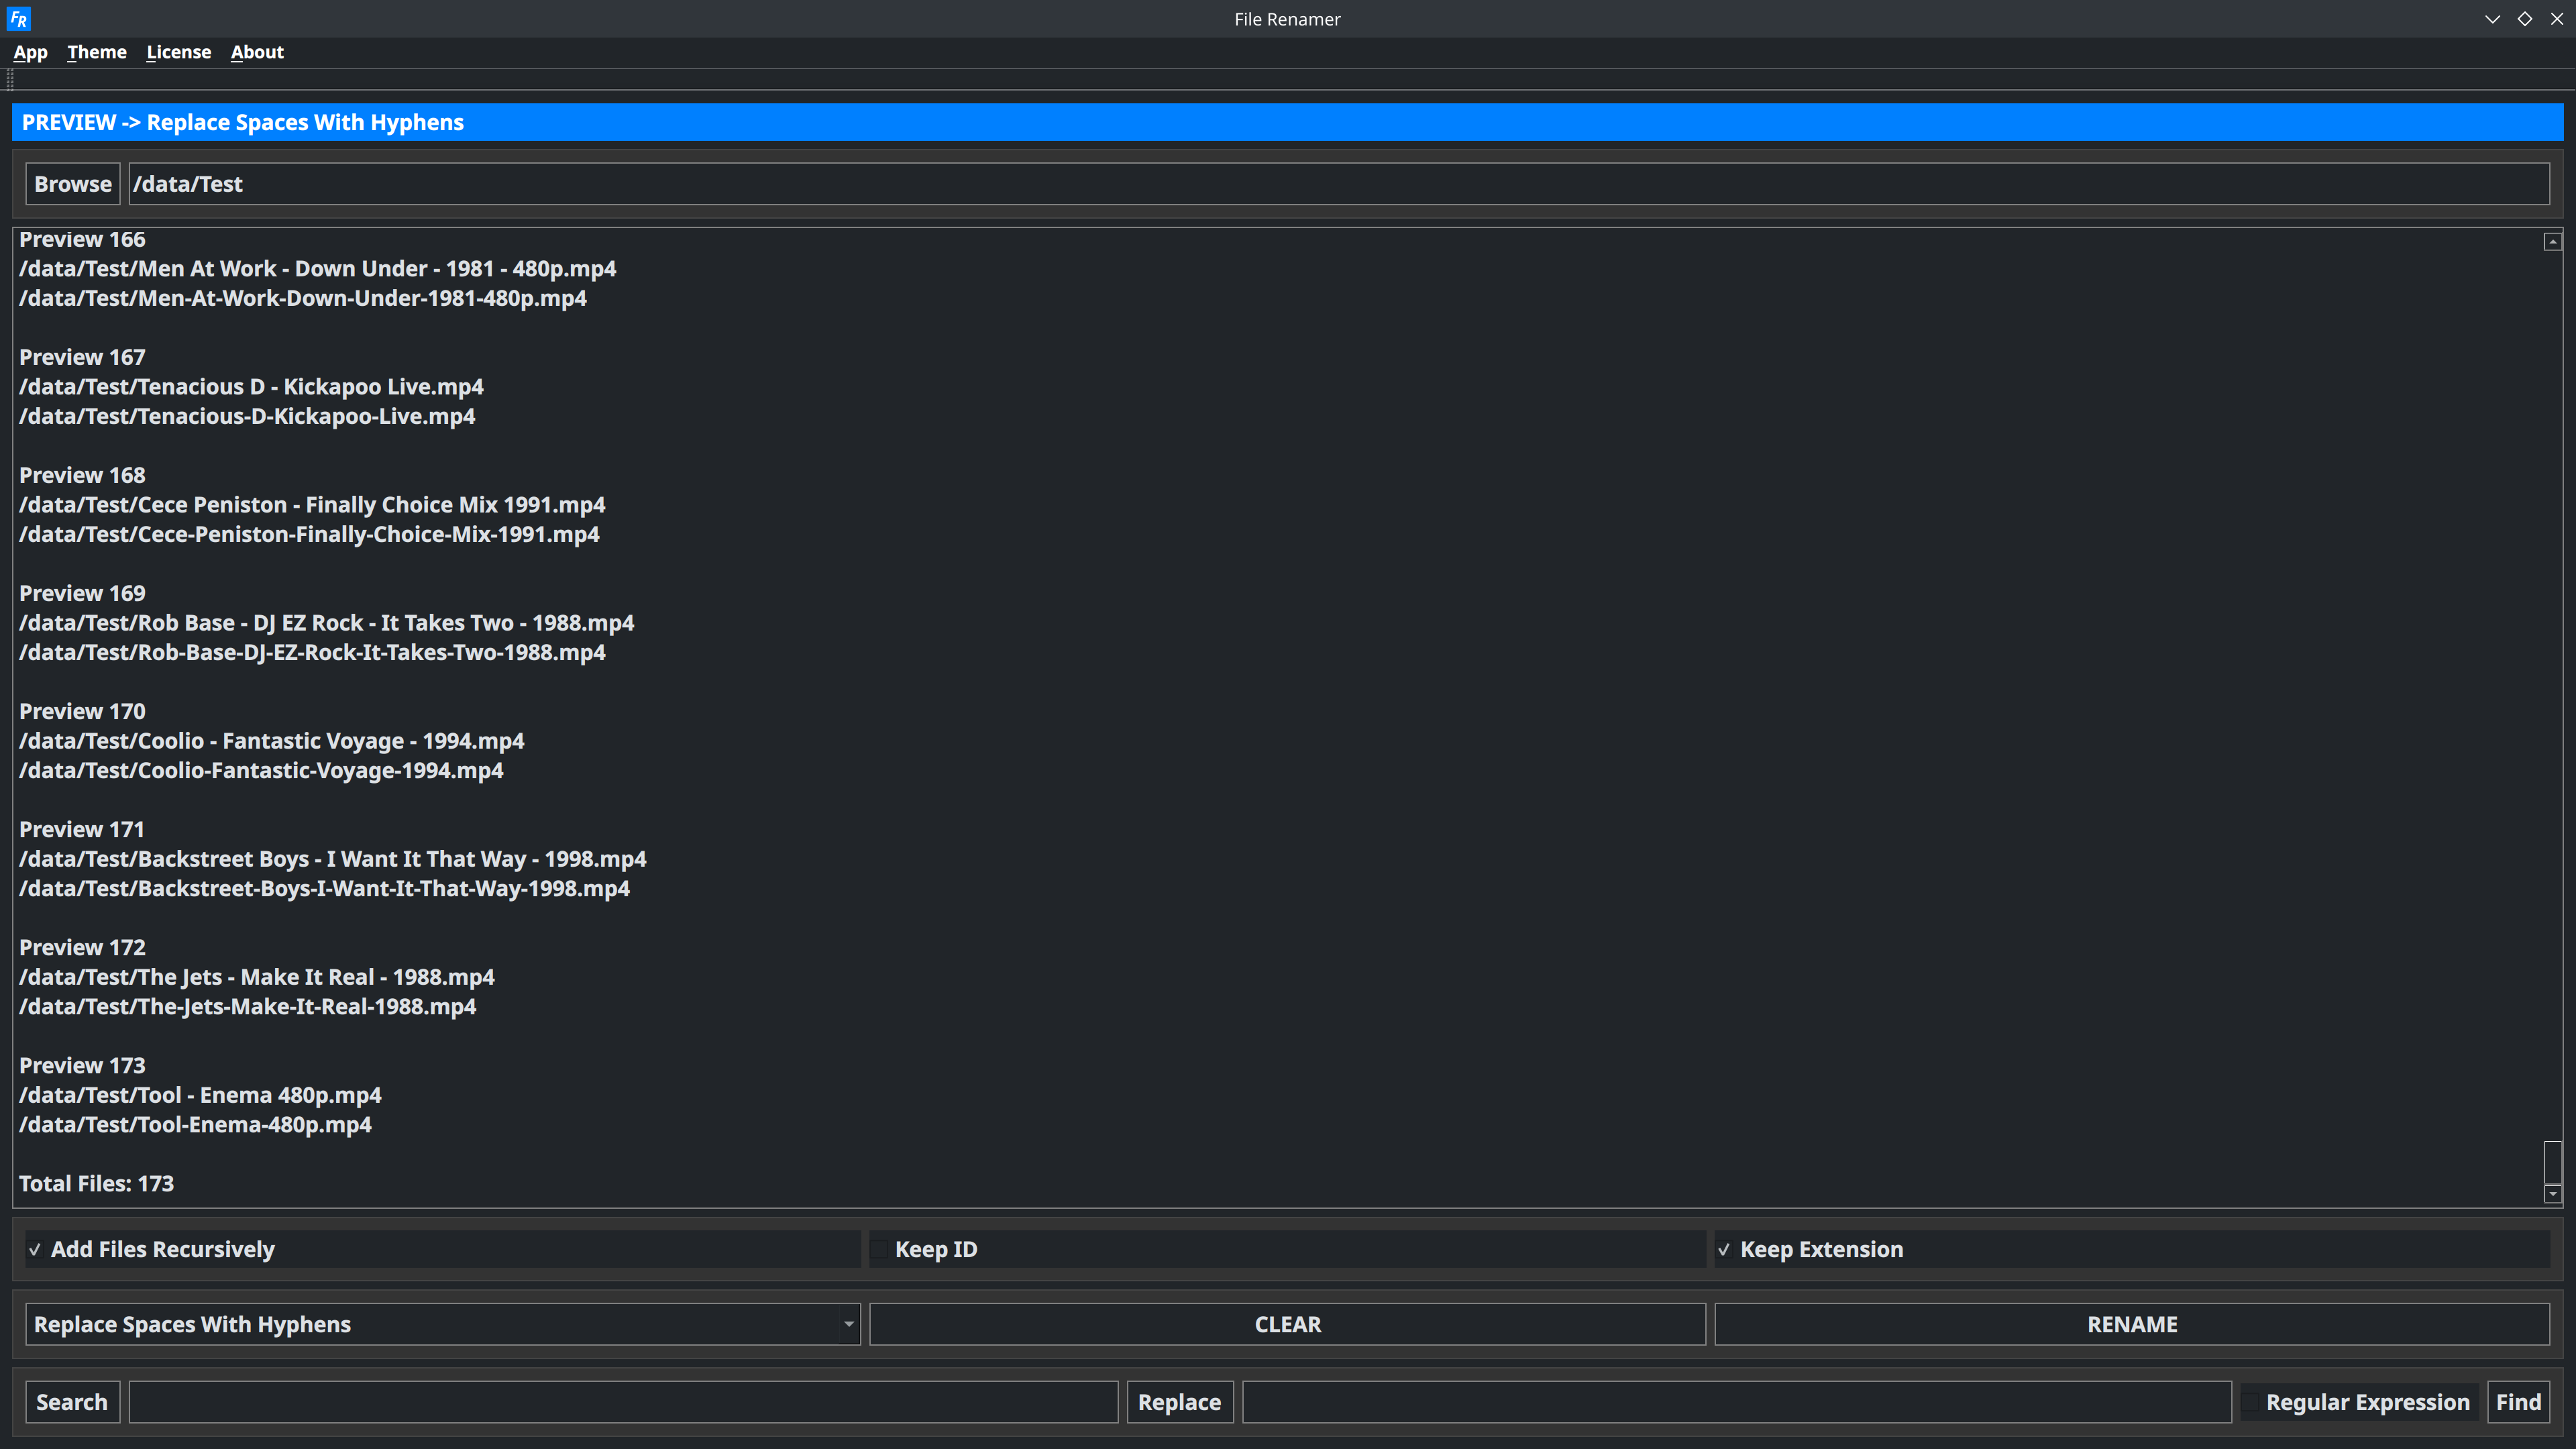 FR
File Renamer
App Theme License About
PREVIEW -> Replace Spaces With Hyphens
Browse /data/Test
Preview 166
/data/Test/Men At Work - Down Under - 1981 - 480p.mp4
/data/Test/Men-At-Work-Down-Under-1981-480p.mp4
Preview 167
/data/Test/Tenacious D - Kickapoo Live.mp4
/data/Test/Tenacious-D-Kickapoo-Live.mp4
Preview 168
/data/Test/Cece Peniston - Finally Choice Mix 1991.mp4
/data/Test/Cece-Peniston-Finally-Choice-Mix-1991.mp4
Preview 169
/data/Test/Rob Base - DJ EZ Rock - It Takes Two - 1988.mp4
/data/Test/Rob-Base-DJ-EZ-Rock-It-Takes-Two-1988.mp4
Preview 170
/data/Test/Coolio - Fantastic Voyage - 1994.mp4
/data/Test/Coolio-Fantastic-Voyage-1994.mp4
Preview 171
/data/Test/Backstreet Boys - I Want It That Way - 1998.mp4
/data/Test/Backstreet-Boys-I-Want-It-That-Way-1998.mp4
Preview 172
/data/Test/The Jets - Make It Real - 1988.mp4
/data/Test/The-Jets-Make-It-Real-1988.mp4
Preview 173
/data/Test/Tool - Enema 480p.mp4
/data/Test/Tool-Enema-480p.mp4
Total Files: 173
Add Files Recursively Keep ID Keep Extension
Replace Spaces With Hyphens CLEAR RENAME
Search Replace Regular Expression Find